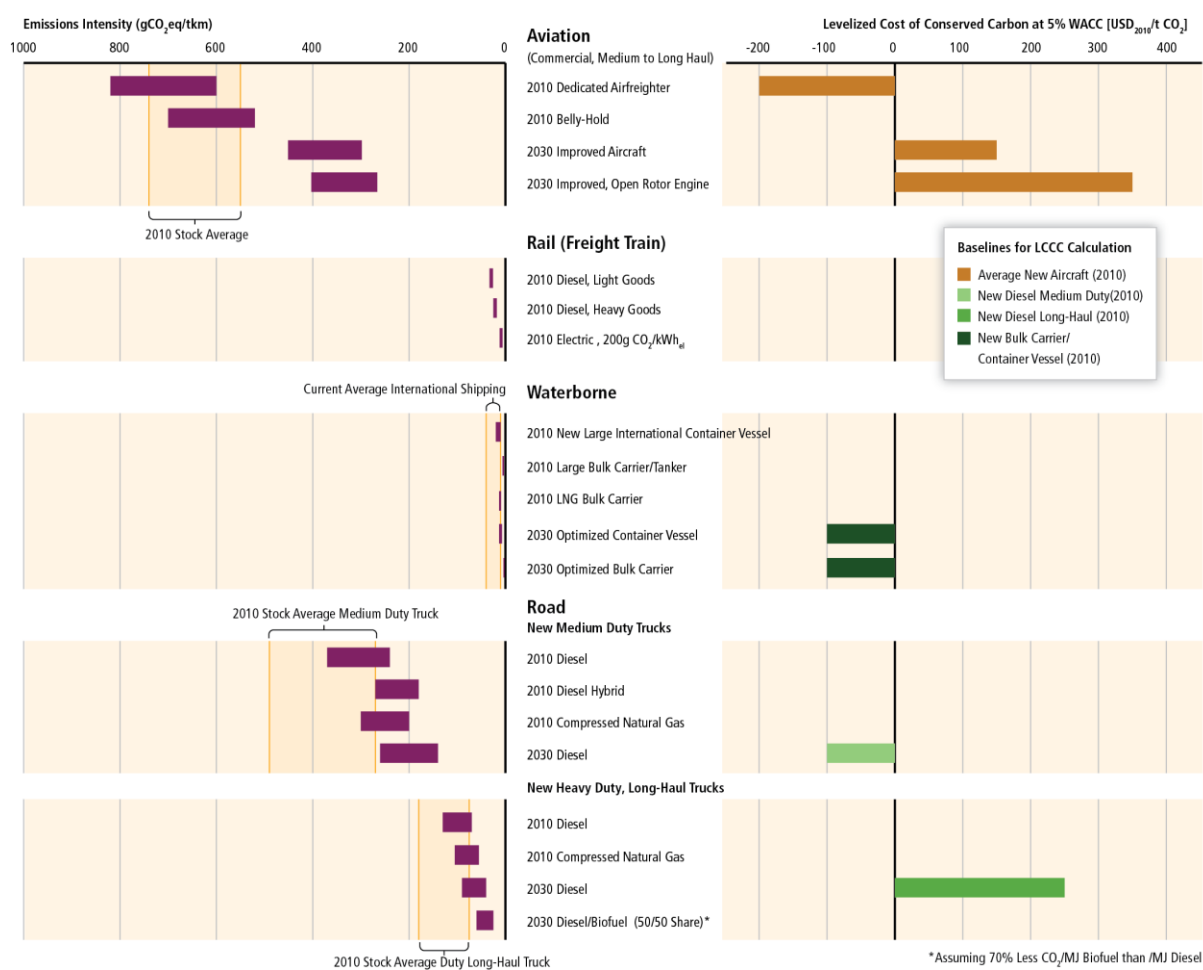 Emissions Intensity (gCO₂eq/tkm)
Levelized Cost of Conserved Carbon at 5% WACC [USD₂₀₁₀/t CO₂]
1000 800 600 400 200 0
Aviation
(Commercial, Medium to Long Haul)
-200 -100 0 100 200 300 400
2010 Dedicated Airfreighter
2010 Belly-Hold
2030 Improved Aircraft
2030 Improved, Open Rotor Engine
2010 Stock Average
Rail (Freight Train)
2010 Diesel, Light Goods
2010 Diesel, Heavy Goods
2010 Electric , 200g CO₂/kWhₑₗ
Baselines for LCCC Calculation
Average New Aircraft (2010)
New Diesel Medium Duty(2010)
New Diesel Long-Haul (2010)
New Bulk Carrier/
Container Vessel (2010)
Current Average International Shipping
Waterborne
2010 New Large International Container Vessel
2010 Large Bulk Carrier/Tanker
2010 LNG Bulk Carrier
2030 Optimized Container Vessel
2030 Optimized Bulk Carrier
2010 Stock Average Medium Duty Truck
Road
New Medium Duty Trucks
2010 Diesel
2010 Diesel Hybrid
2010 Compressed Natural Gas
2030 Diesel
New Heavy Duty, Long-Haul Trucks
2010 Diesel
2010 Compressed Natural Gas
2030 Diesel
2030 Diesel/Biofuel (50/50 Share)*
2010 Stock Average Duty Long-Haul Truck
*Assuming 70% Less CO₂/MJ Biofuel than /MJ Diesel